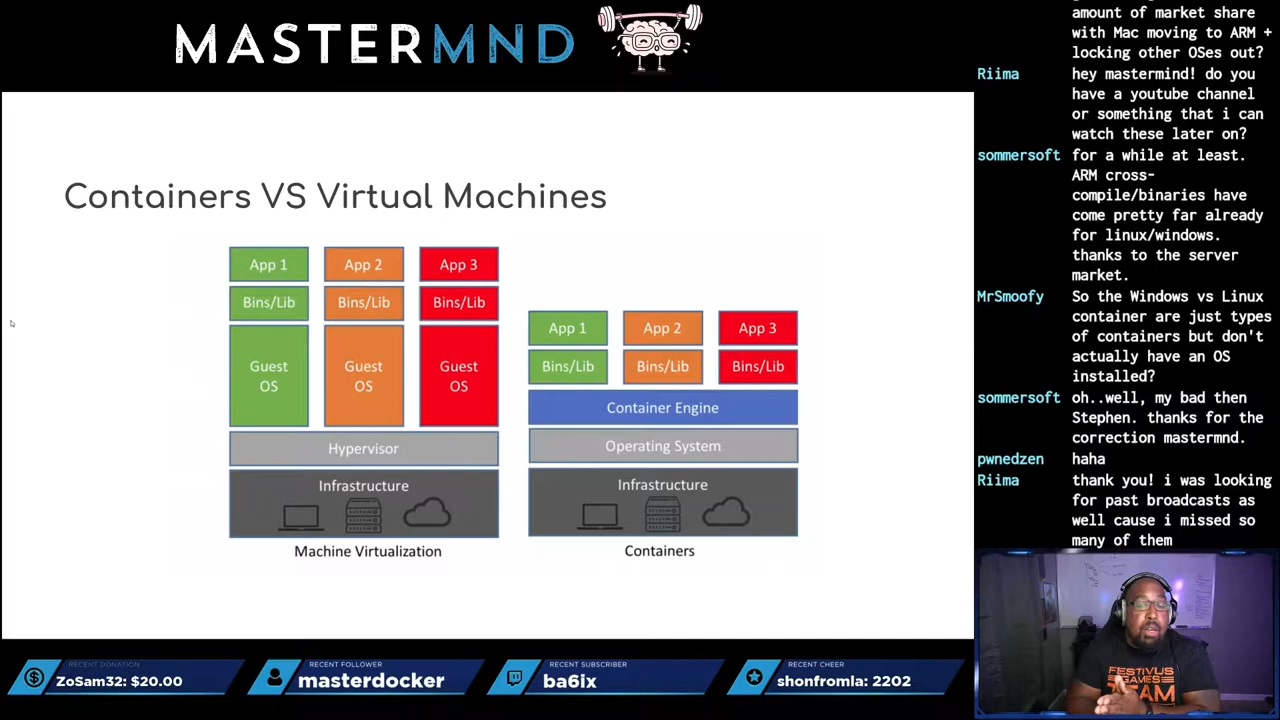 MASTERMND
Containers VS Virtual Machines
App 1
App 2
App 3
Bins/Lib
Bins/Lib
Bins/Lib
Guest
OS
Guest
OS
Guest
OS
Hypervisor
Infrastructure
Machine Virtualization
App 1
App 2
App 3
Bins/Lib
Bins/Lib
Bins/Lib
Container Engine
Operating System
Infrastructure
Containers
amount of market share
with Mac moving to ARM +
locking other OSes out?
Riima hey mastermind! do you
have a youtube channel
or something that i can
watch these later on?
sommersoft for a while at least.
ARM cross-
compile/binaries have
come pretty far already
for linux/windows.
thanks to the server
market.
MrSmoofy So the Windows vs Linux
container are just types
of containers but don't
actually have an OS
installed?
sommersoft oh..well, my bad then
Stephen. thanks for the
correction mastermnd.
pwnedzen haha
Riima thank you! i was looking
for past broadcasts as
well cause i missed so
many of them
FESTIVUS
GAMES
TEAM
RECENT DONATION
ZoSam32: $20.00
RECENT FOLLOWER
masterdocker
RECENT SUBSCRIBER
ba6ix
RECENT CHEER
shonfromla: 2202